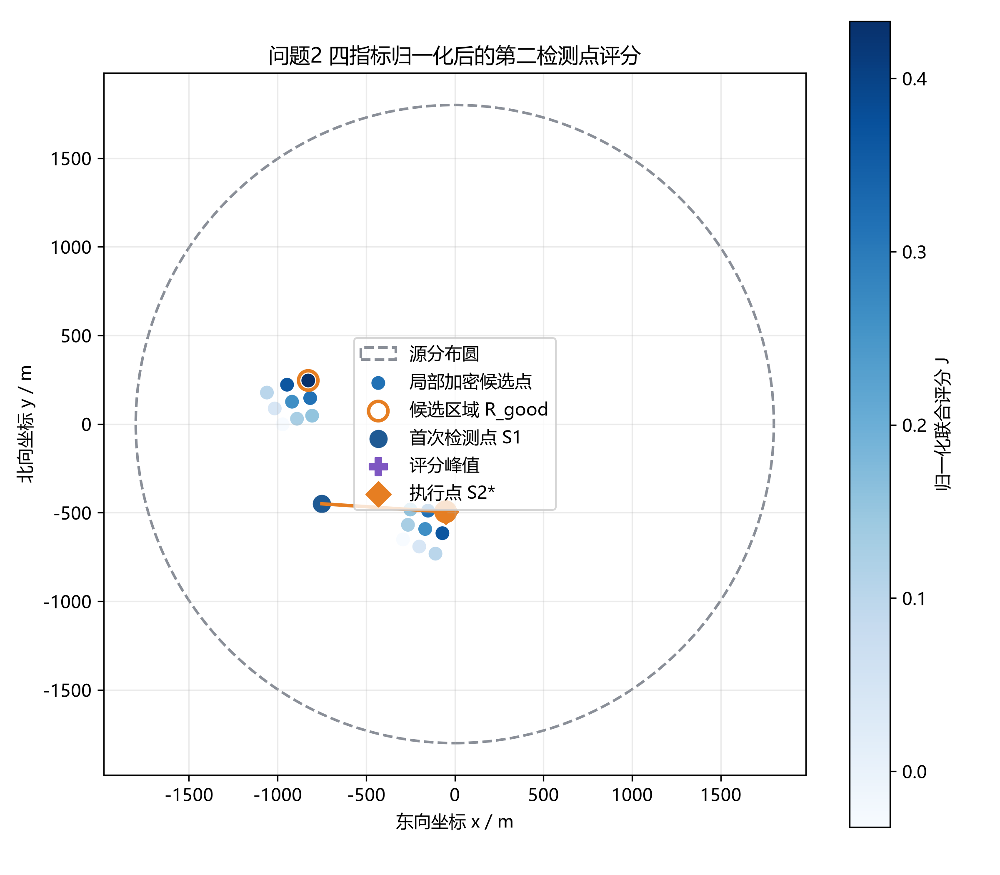 问题2 四指标归一化后的第二检测点评分
北向坐标 y / m
1500
1000
500
0
-500
-1000
-1500
源分布圆
局部加密候选点
候选区域 R_good
首次检测点 S1
评分峰值
执行点 S2*
-1500
-1000
-500
0
500
1000
1500
东向坐标 x / m
0.4
0.3
0.2
0.1
0.0
归一化联合评分 J